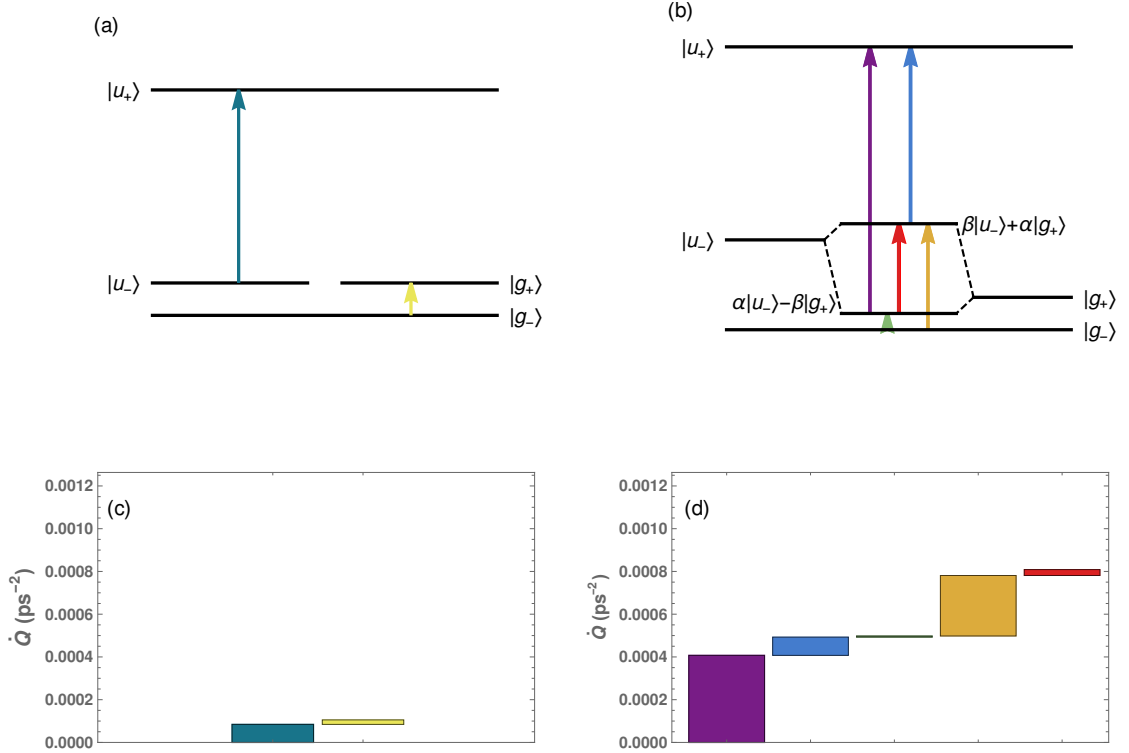 (a)
|u₊⟩
|u₋⟩
|g₊⟩
|g₋⟩
(b)
|u₊⟩
β|u₋⟩+α|g₊⟩
|u₋⟩
α|u₋⟩−β|g₊⟩
|g₊⟩
|g₋⟩
(c)
0.0012
0.0010
0.0008
0.0006
0.0004
0.0002
0.0000
Q̇ (ps⁻²)
(d)
0.0012
0.0010
0.0008
0.0006
0.0004
0.0002
0.0000
Q̇ (ps⁻²)